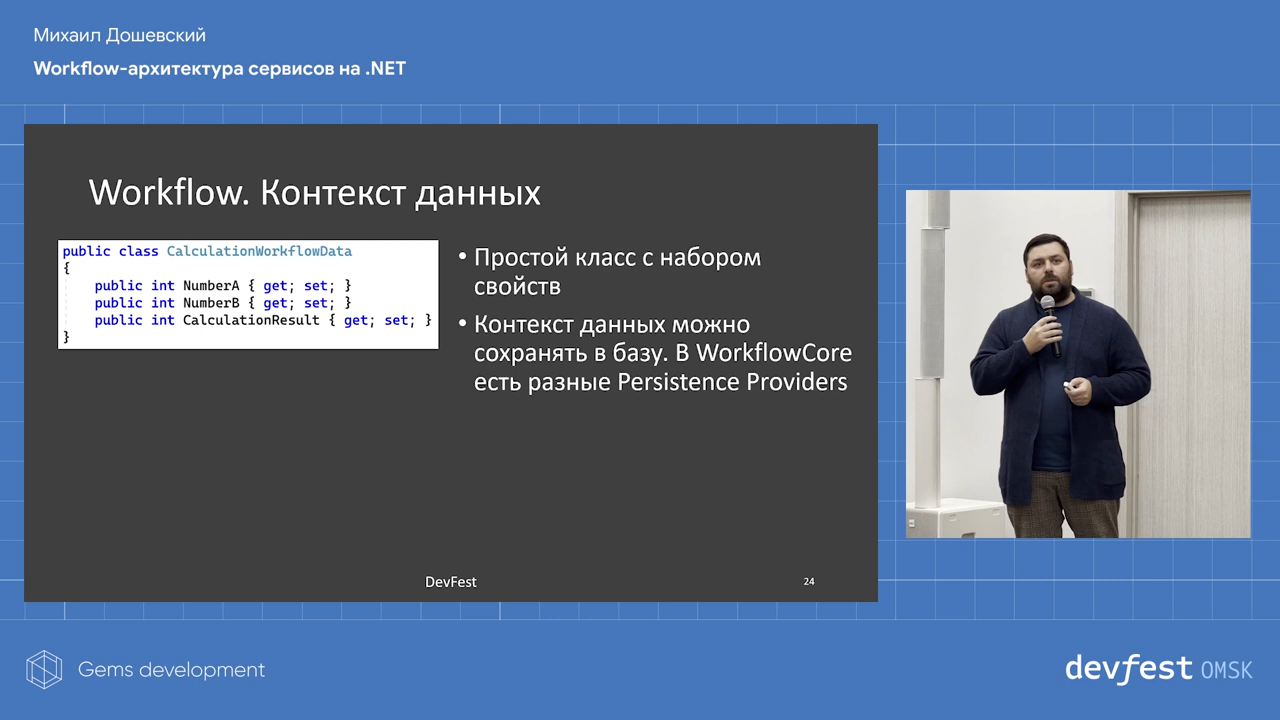 Михаил Дошевский
Workflow-архитектура сервисов на .NET
Workflow. Контекст данных
public class CalculationWorkflowData
{
public int NumberA { get; set; }
public int NumberB { get; set; }
public int CalculationResult { get; set; }
}
• Простой класс с набором
свойств
• Контекст данных можно
сохранять в базу. В WorkflowCore
есть разные Persistence Providers
DevFest
24
Gems development
devfest OMSK